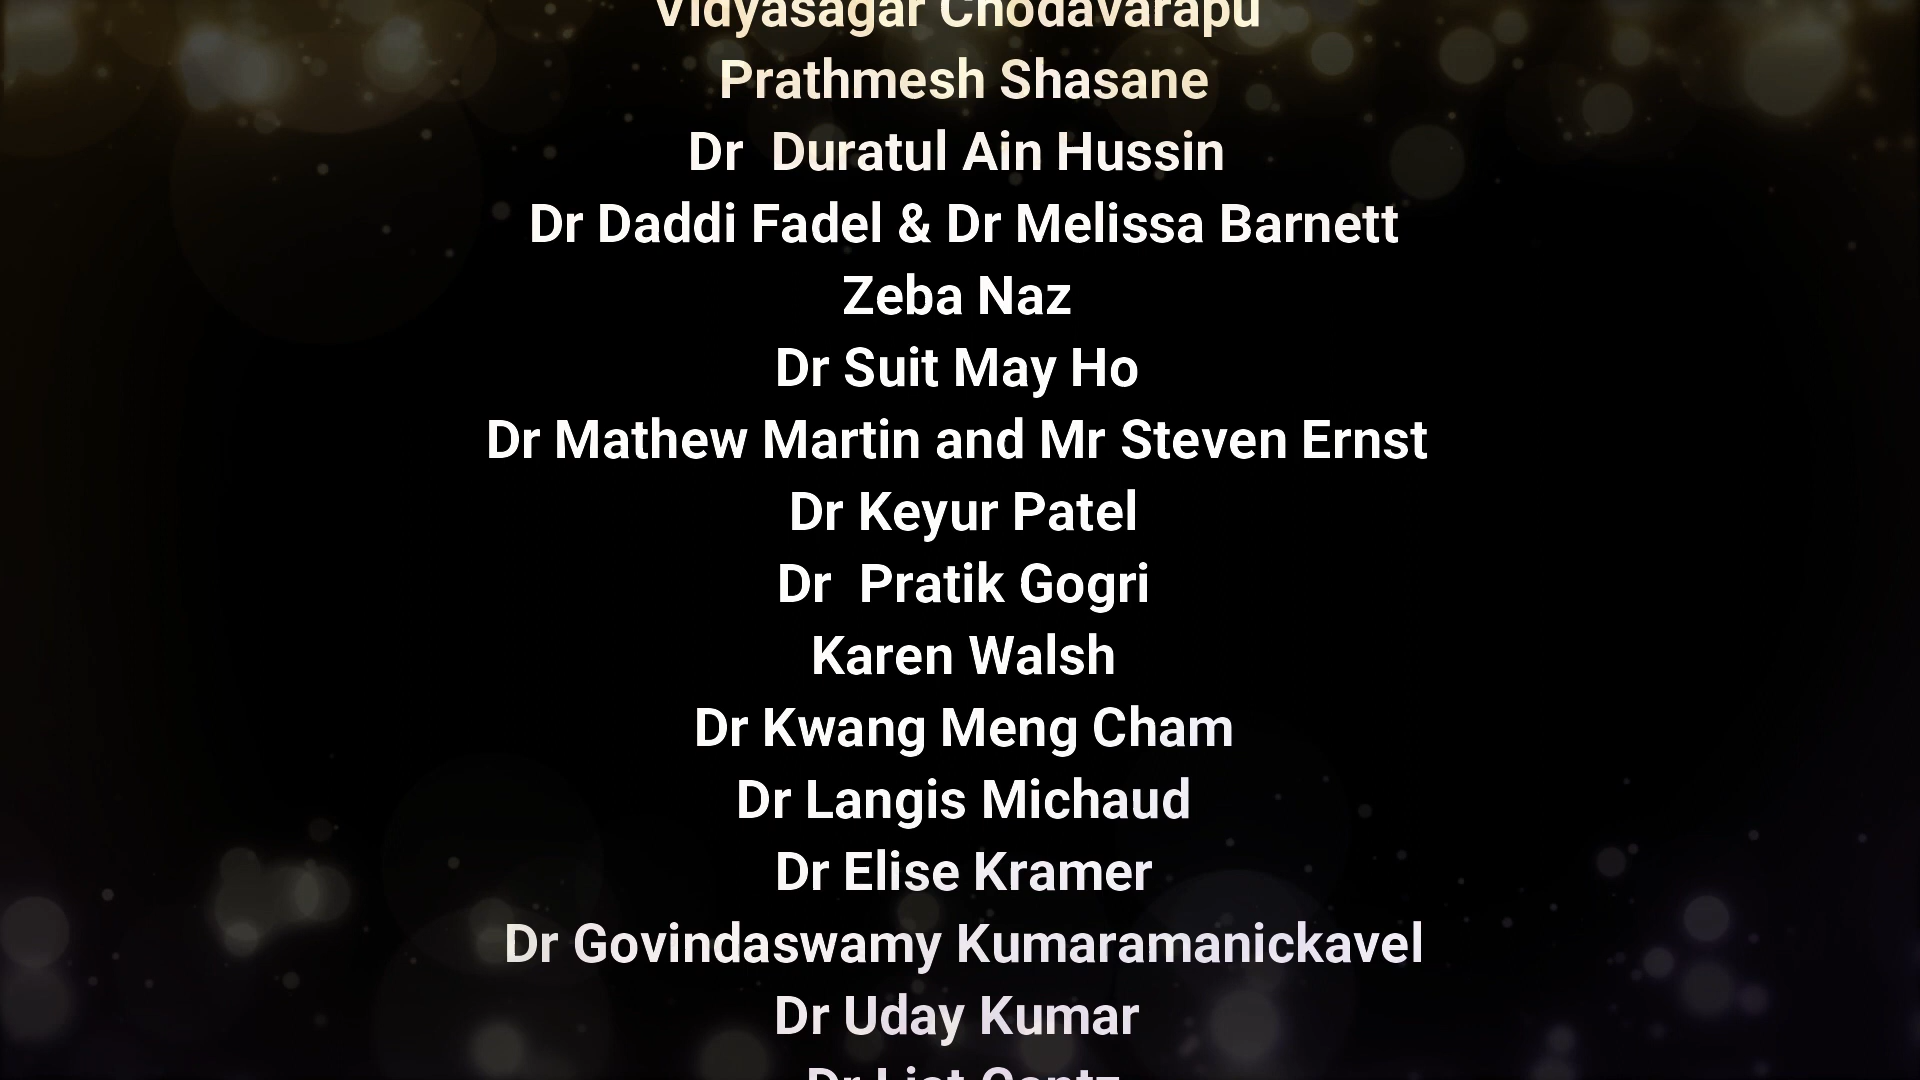 Vidyasagar Chodavarapu
Prathmesh Shasane
Dr  Duratul Ain Hussin
Dr Daddi Fadel & Dr Melissa Barnett
Zeba Naz
Dr Suit May Ho
Dr Mathew Martin and Mr Steven Ernst
Dr Keyur Patel
Dr  Pratik Gogri
Karen Walsh
Dr Kwang Meng Cham
Dr Langis Michaud
Dr Elise Kramer
Dr Govindaswamy Kumaramanickavel
Dr Uday Kumar
Dr